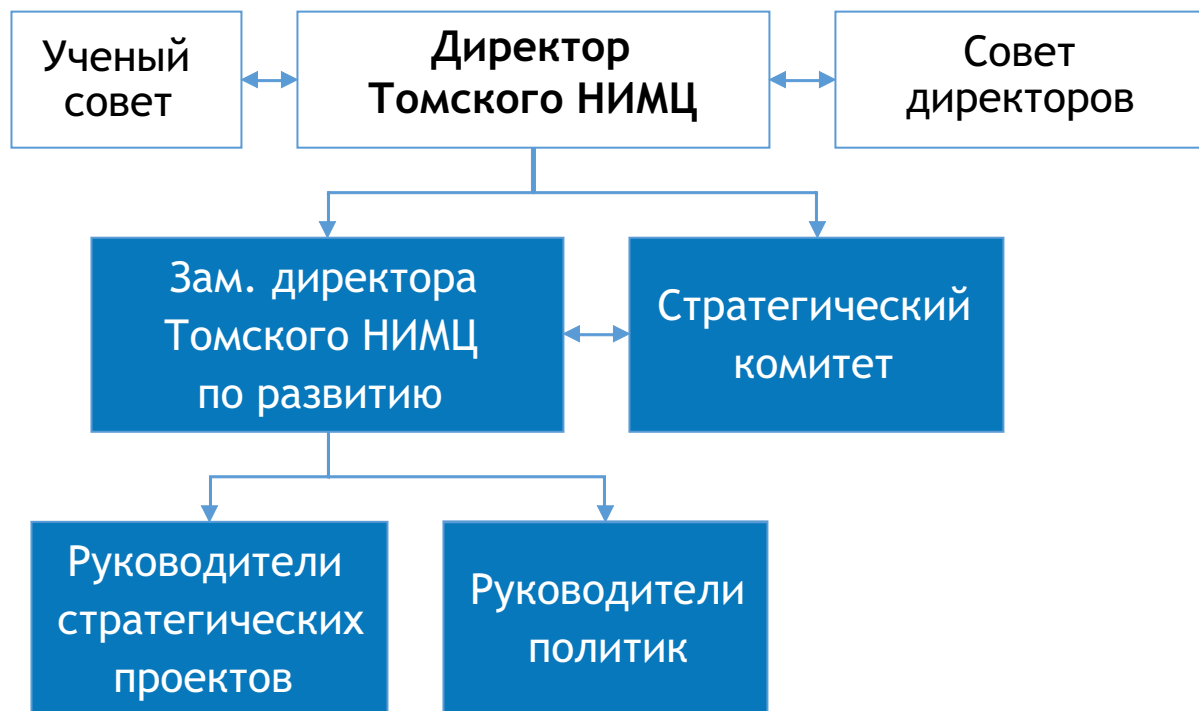 Ученый
совет
Директор
Томского НИМЦ
Совет
директоров
Зам. директора
Томского НИМЦ
по развитию
Стратегический
комитет
Руководители
стратегических
проектов
Руководители
политик